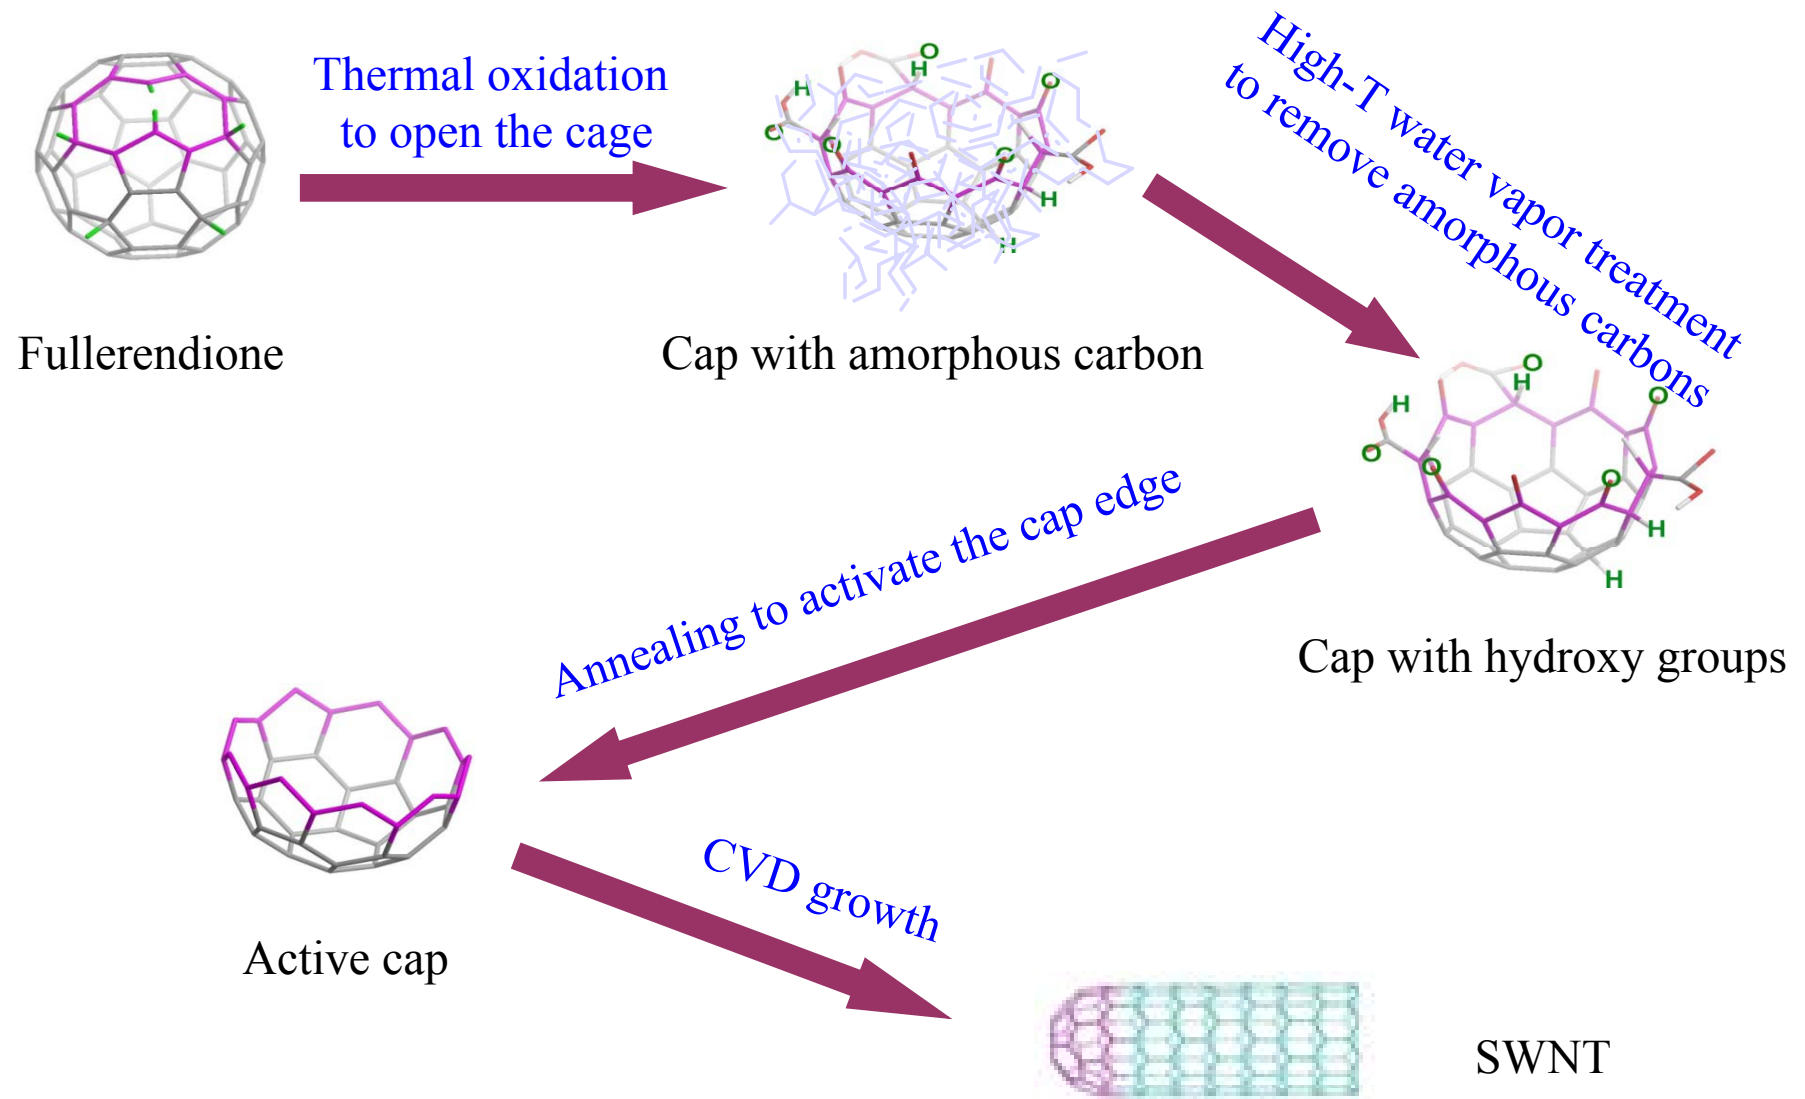 Thermal oxidation
to open the cage
Fullerendione
O
H
H
O
O
O
O
H
H
Cap with amorphous carbon
High-T water vapor treatment
to remove amorphous carbons
O
H
H
O
O
O
O
H
H
Cap with hydroxy groups
Annealing to activate the cap edge
Active cap
CVD growth
SWNT